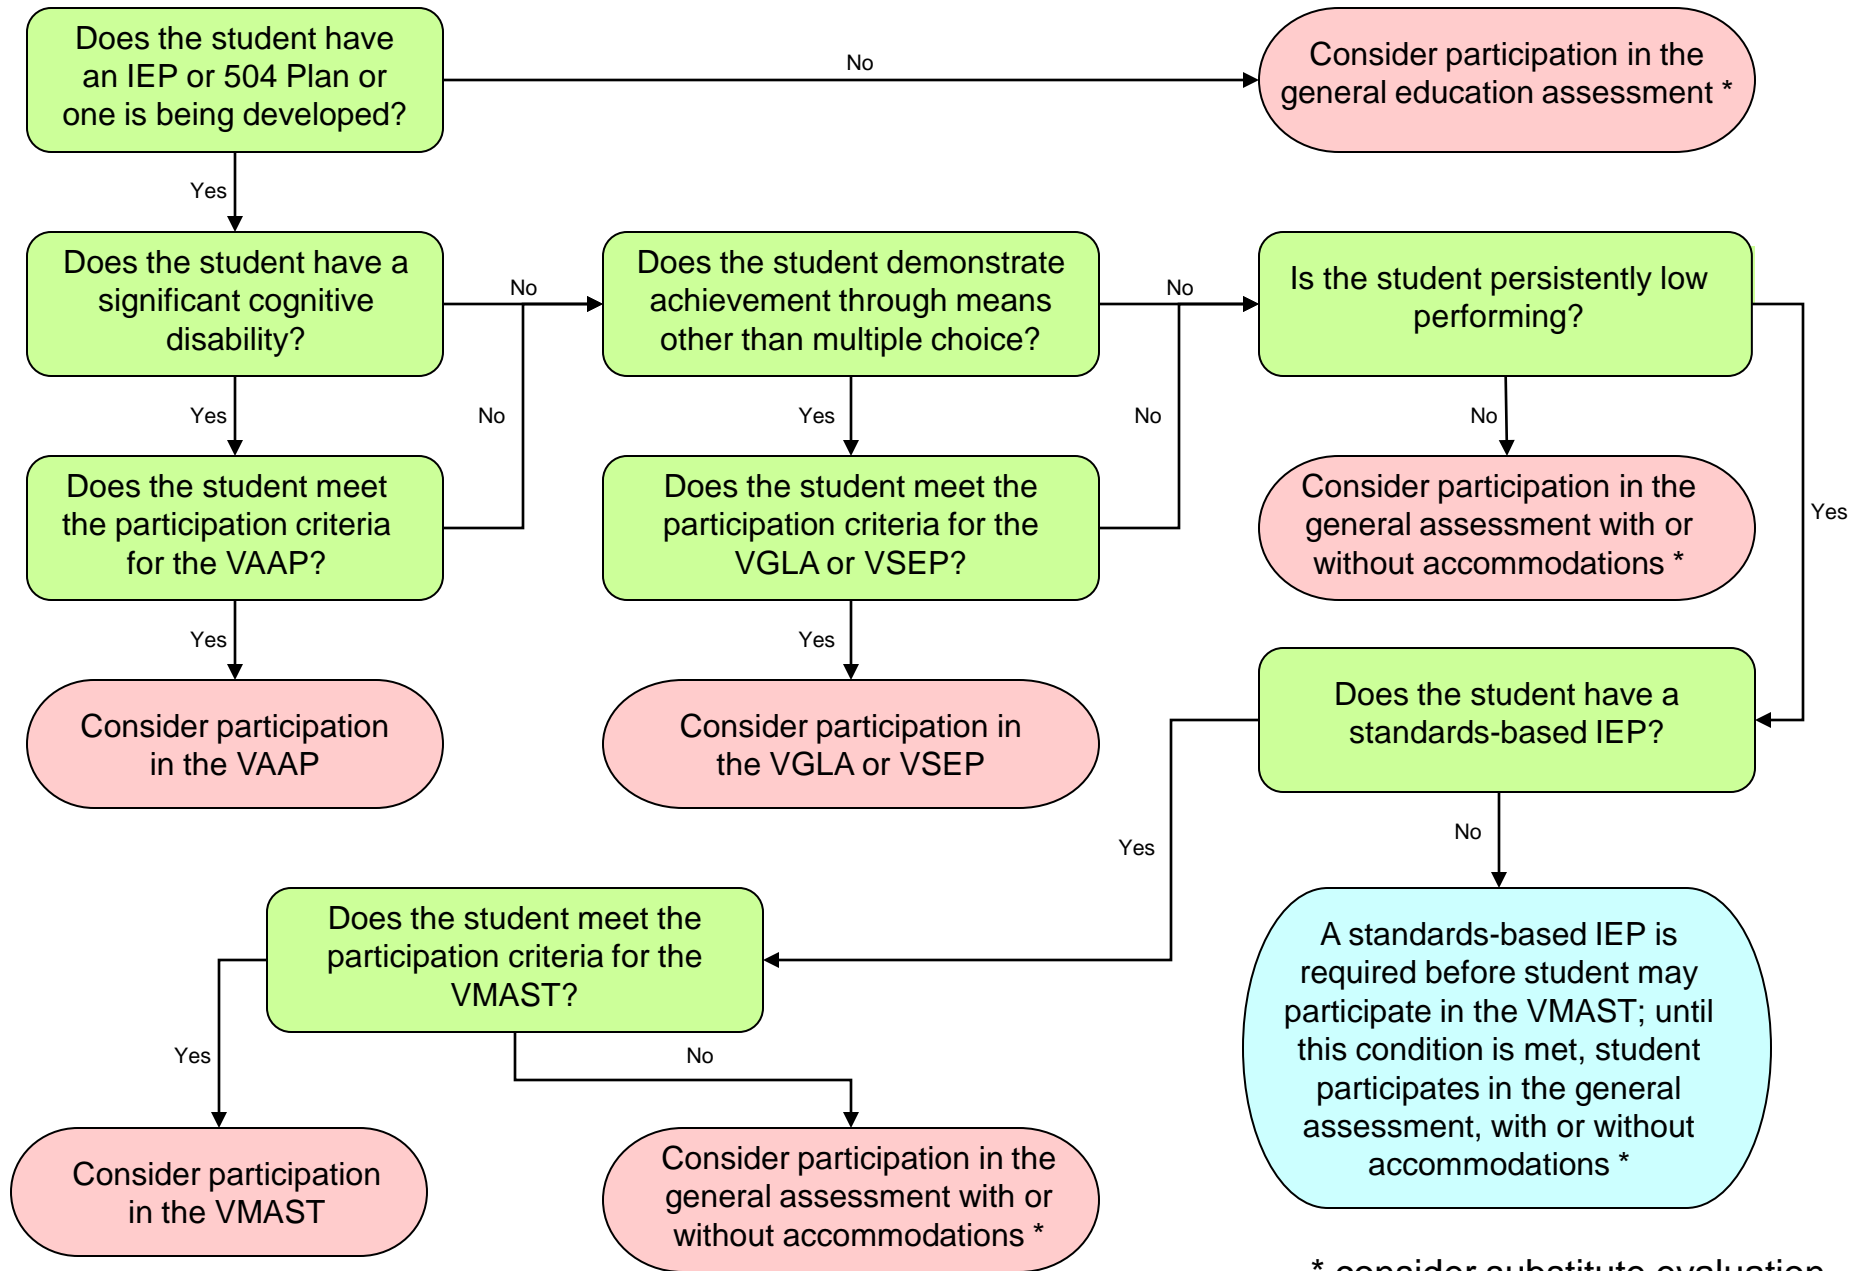 Does the student have
an IEP or 504 Plan or
one is being developed?
No
Consider participation in the
general education assessment *
Yes
Does the student have a
significant cognitive
disability?
No
Does the student demonstrate
achievement through means
other than multiple choice?
No
Is the student persistently low
performing?
Yes
No
Yes
No
No
Yes
Does the student meet
the participation criteria
for the VAAP?
Does the student meet the
participation criteria for the
VGLA or VSEP?
Consider participation in the
general assessment with or
without accommodations *
Yes
Yes
Consider participation
in the VAAP
Consider participation in
the VGLA or VSEP
Does the student have a
standards-based IEP?
Yes
No
Does the student meet the
participation criteria for the
VMAST?
A standards-based IEP is
required before student may
participate in the VMAST; until
this condition is met, student
participates in the general
assessment, with or without
accommodations *
Yes
No
Consider participation
in the VMAST
Consider participation in the
general assessment with or
without accommodations *
* consider substitute evaluation